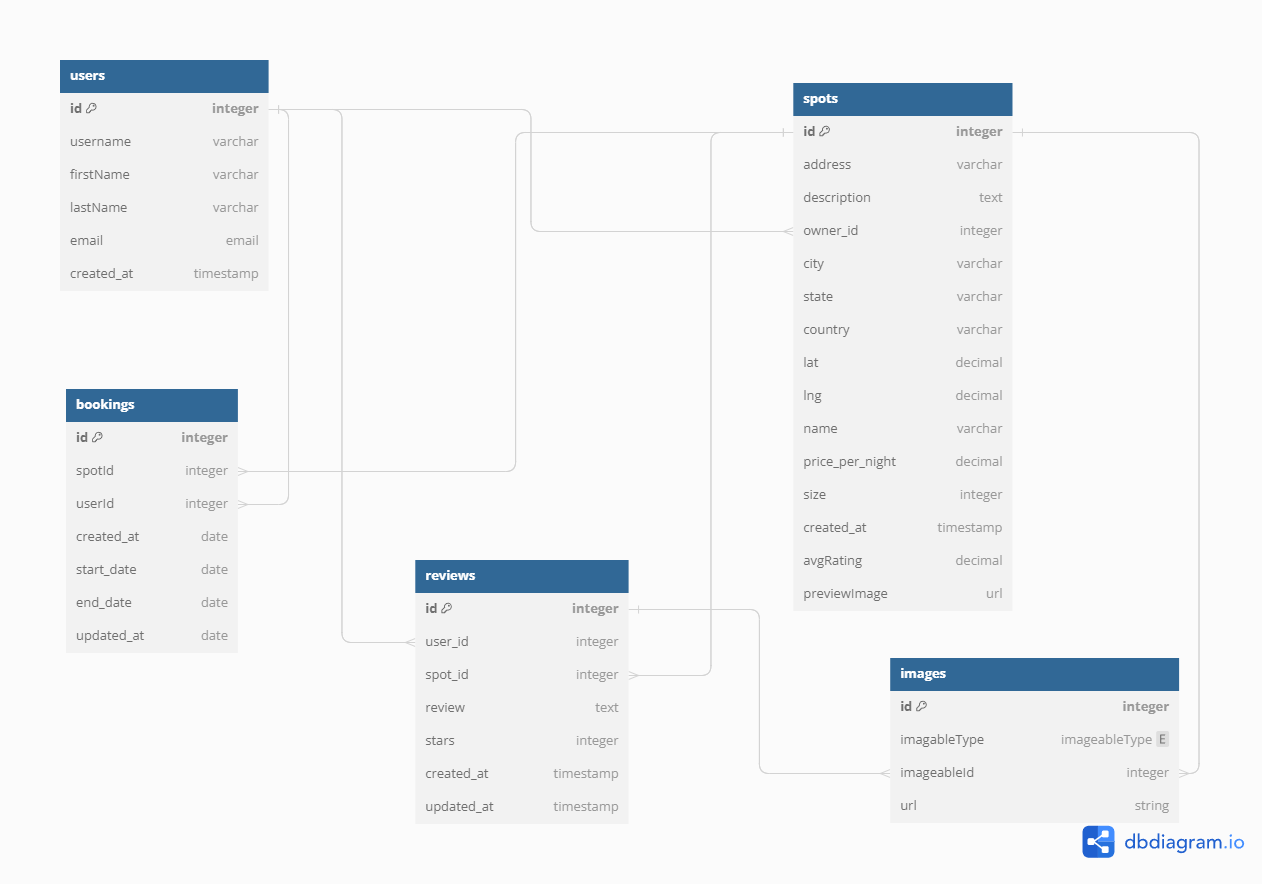 users
id integer
username varchar
firstName varchar
lastName varchar
email email
created_at timestamp
spots
id integer
address varchar
description text
owner_id integer
city varchar
state varchar
country varchar
lat decimal
lng decimal
name varchar
price_per_night decimal
size integer
created_at timestamp
avgRating decimal
previewImage url
bookings
id integer
spotId integer
userId integer
created_at date
start_date date
end_date date
updated_at date
reviews
id integer
user_id integer
spot_id integer
review text
stars integer
created_at timestamp
updated_at timestamp
images
id integer
imagableType imageableType E
imageableId integer
url string
dbdiagram.io